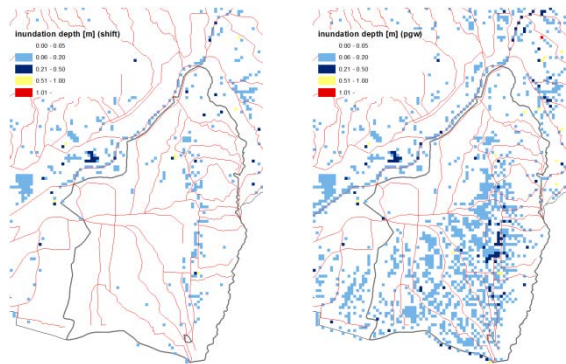 inundation depth [m] (shift)
0.00 - 0.05
0.06 - 0.20
0.21 - 0.50
0.51 - 1.00
1.01 -
inundation depth [m] (pgw)
0.00 - 0.05
0.06 - 0.20
0.21 - 0.50
0.51 - 1.00
1.01 -